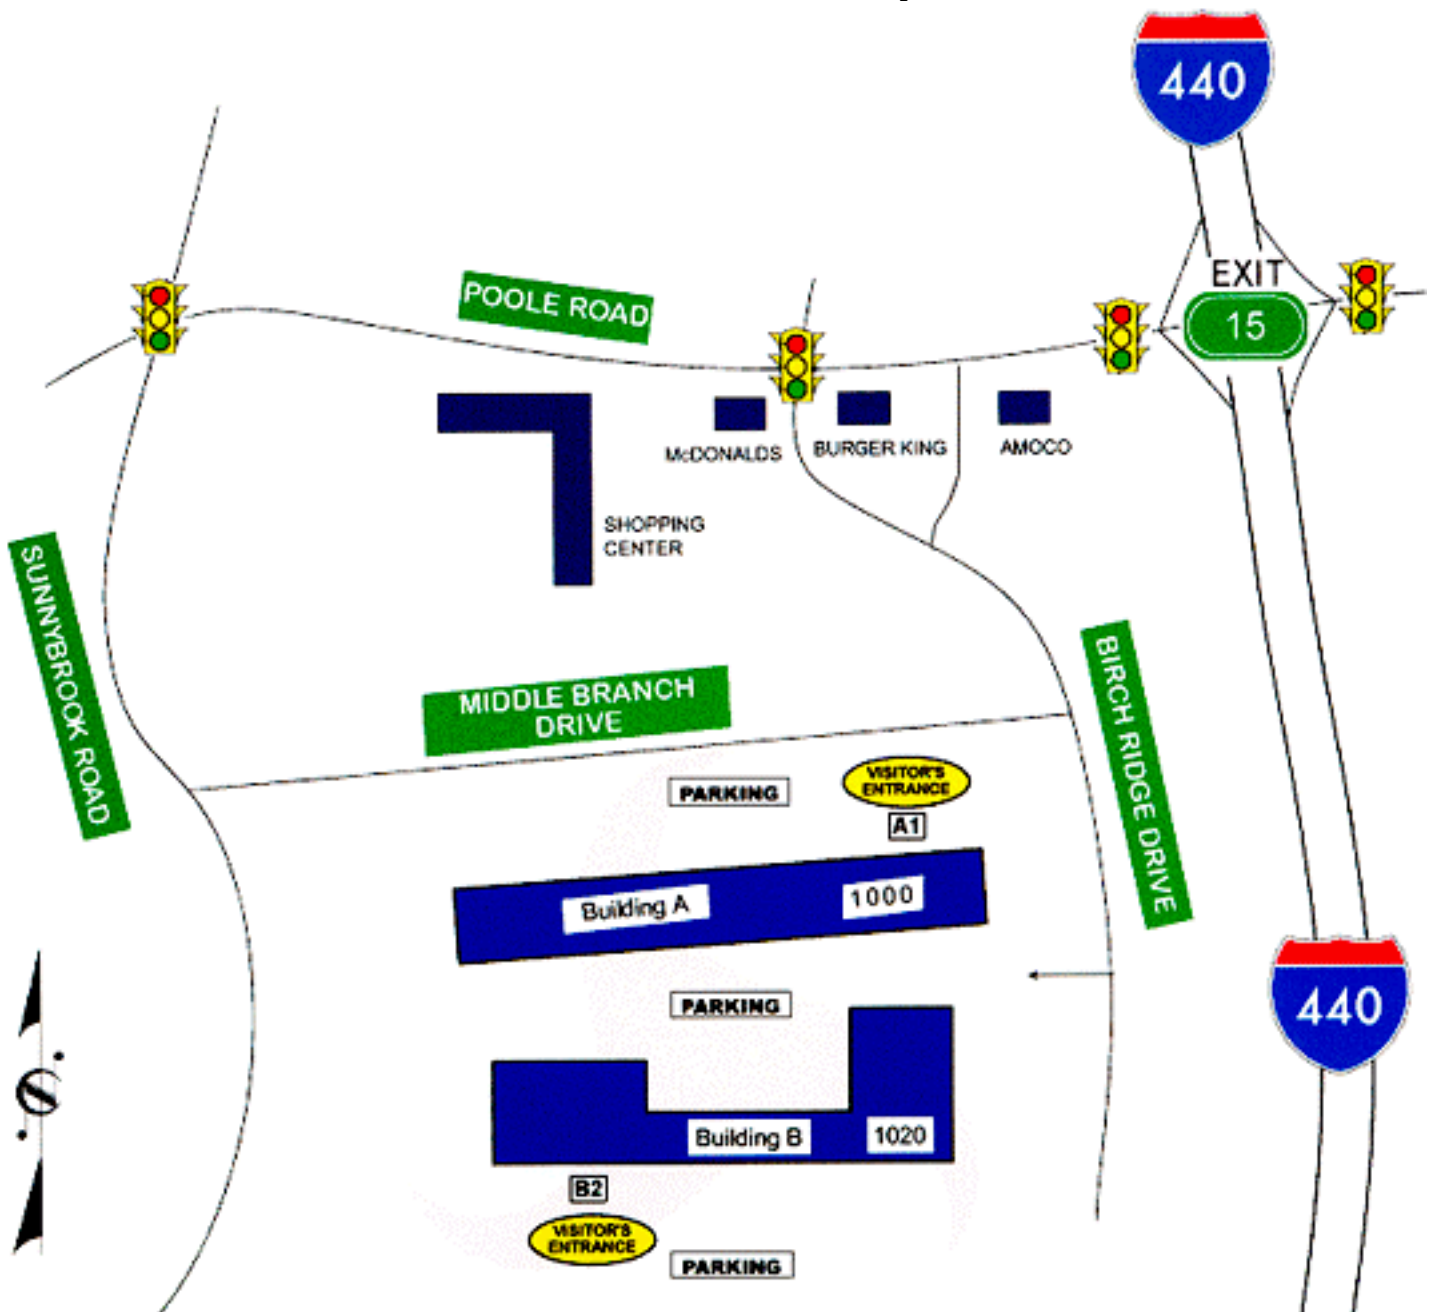 440
EXIT
15
POOLE ROAD
McDONALDS
BURGER KING
AMOCO
SHOPPING
CENTER
SUNNYBROOK ROAD
MIDDLE BRANCH
DRIVE
BIRCH RIDGE DRIVE
VISITOR'S
ENTRANCE
PARKING
A1
Building A
1000
440
PARKING
Building B
1020
B2
VISITOR'S
ENTRANCE
PARKING